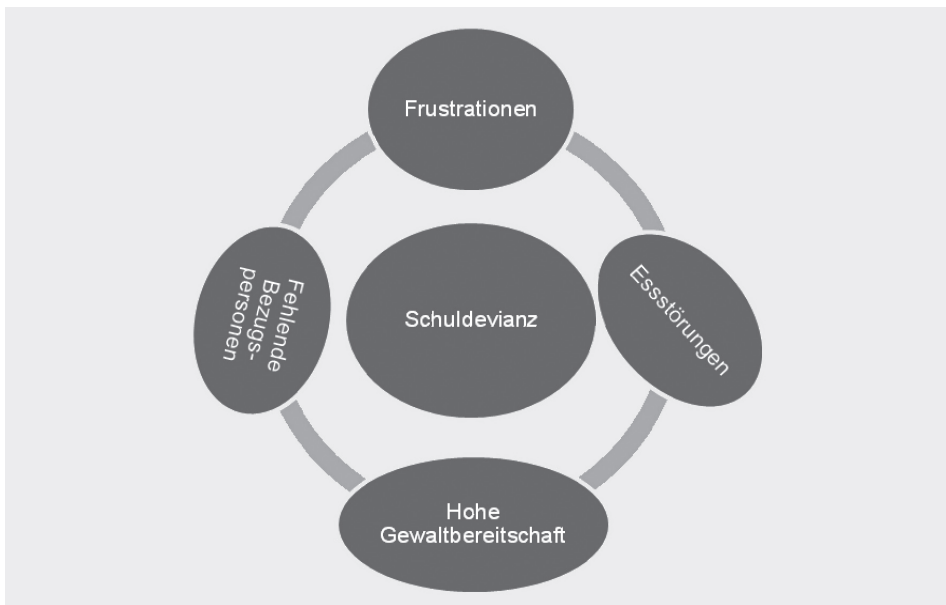 Frustrationen
Fehlende
Bezugs-
personen
Schuldevianz
Essstörungen
Hohe
Gewaltbereitschaft